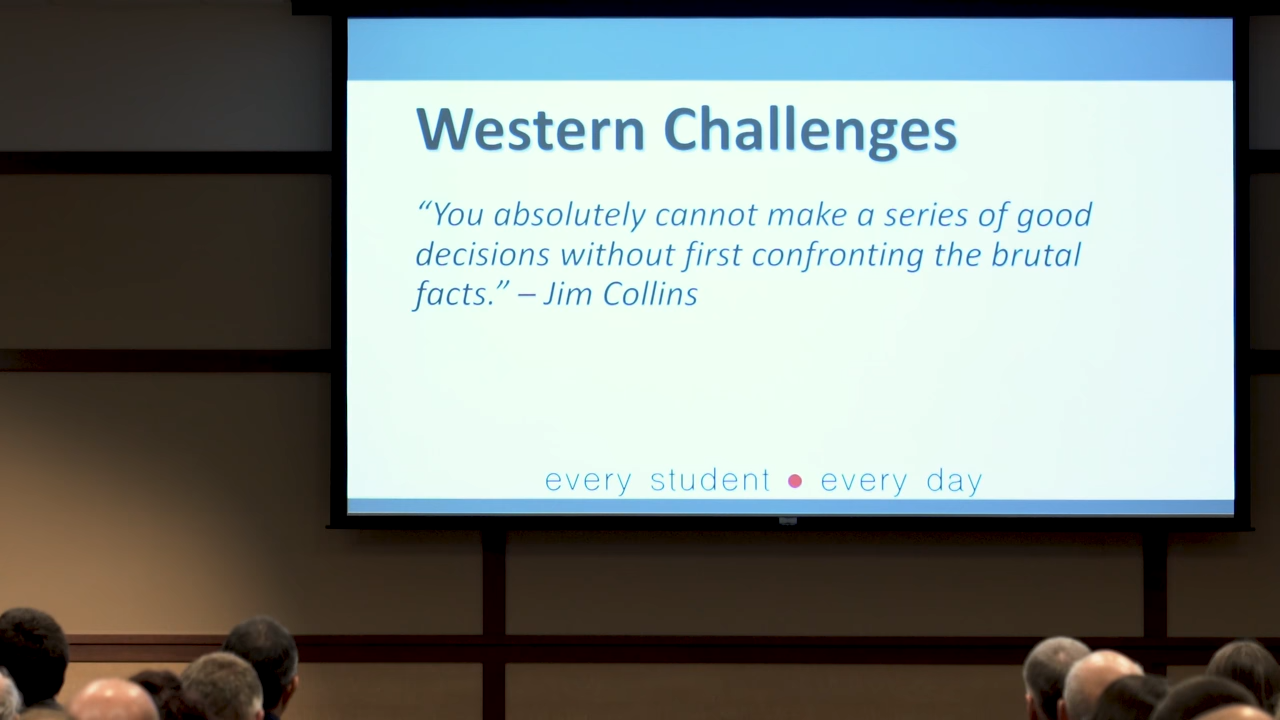 Western Challenges
“You absolutely cannot make a series of good
decisions without first confronting the brutal
facts.” – Jim Collins
every student • every day